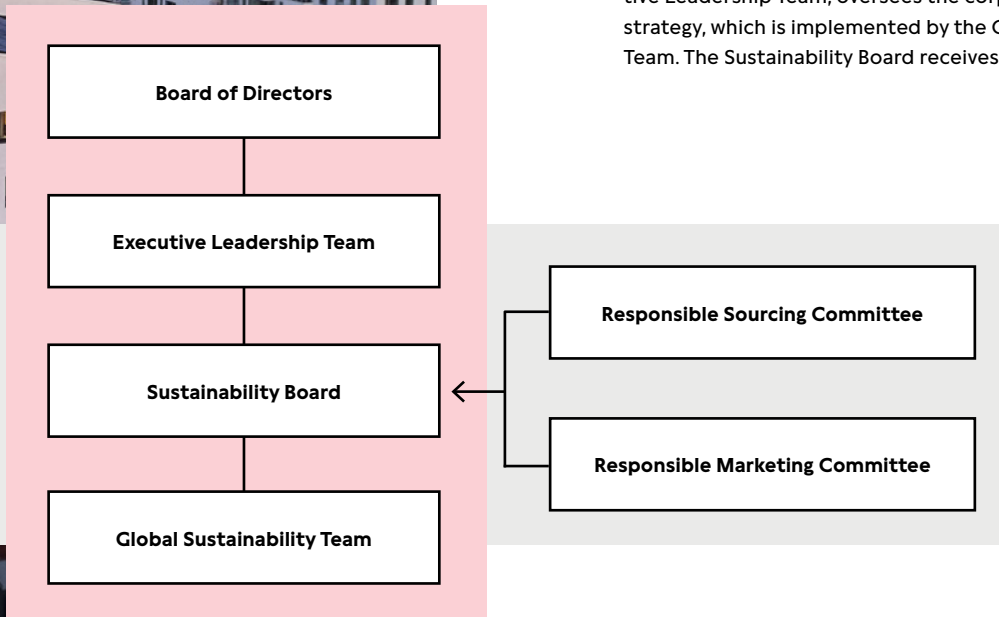 tive Leadership Team, oversees the
strategy, which is implemented by the
Team. The Sustainability Board receives
Board of Directors
Executive Leadership Team
Sustainability Board
Global Sustainability Team
Responsible Sourcing Committee
Responsible Marketing Committee